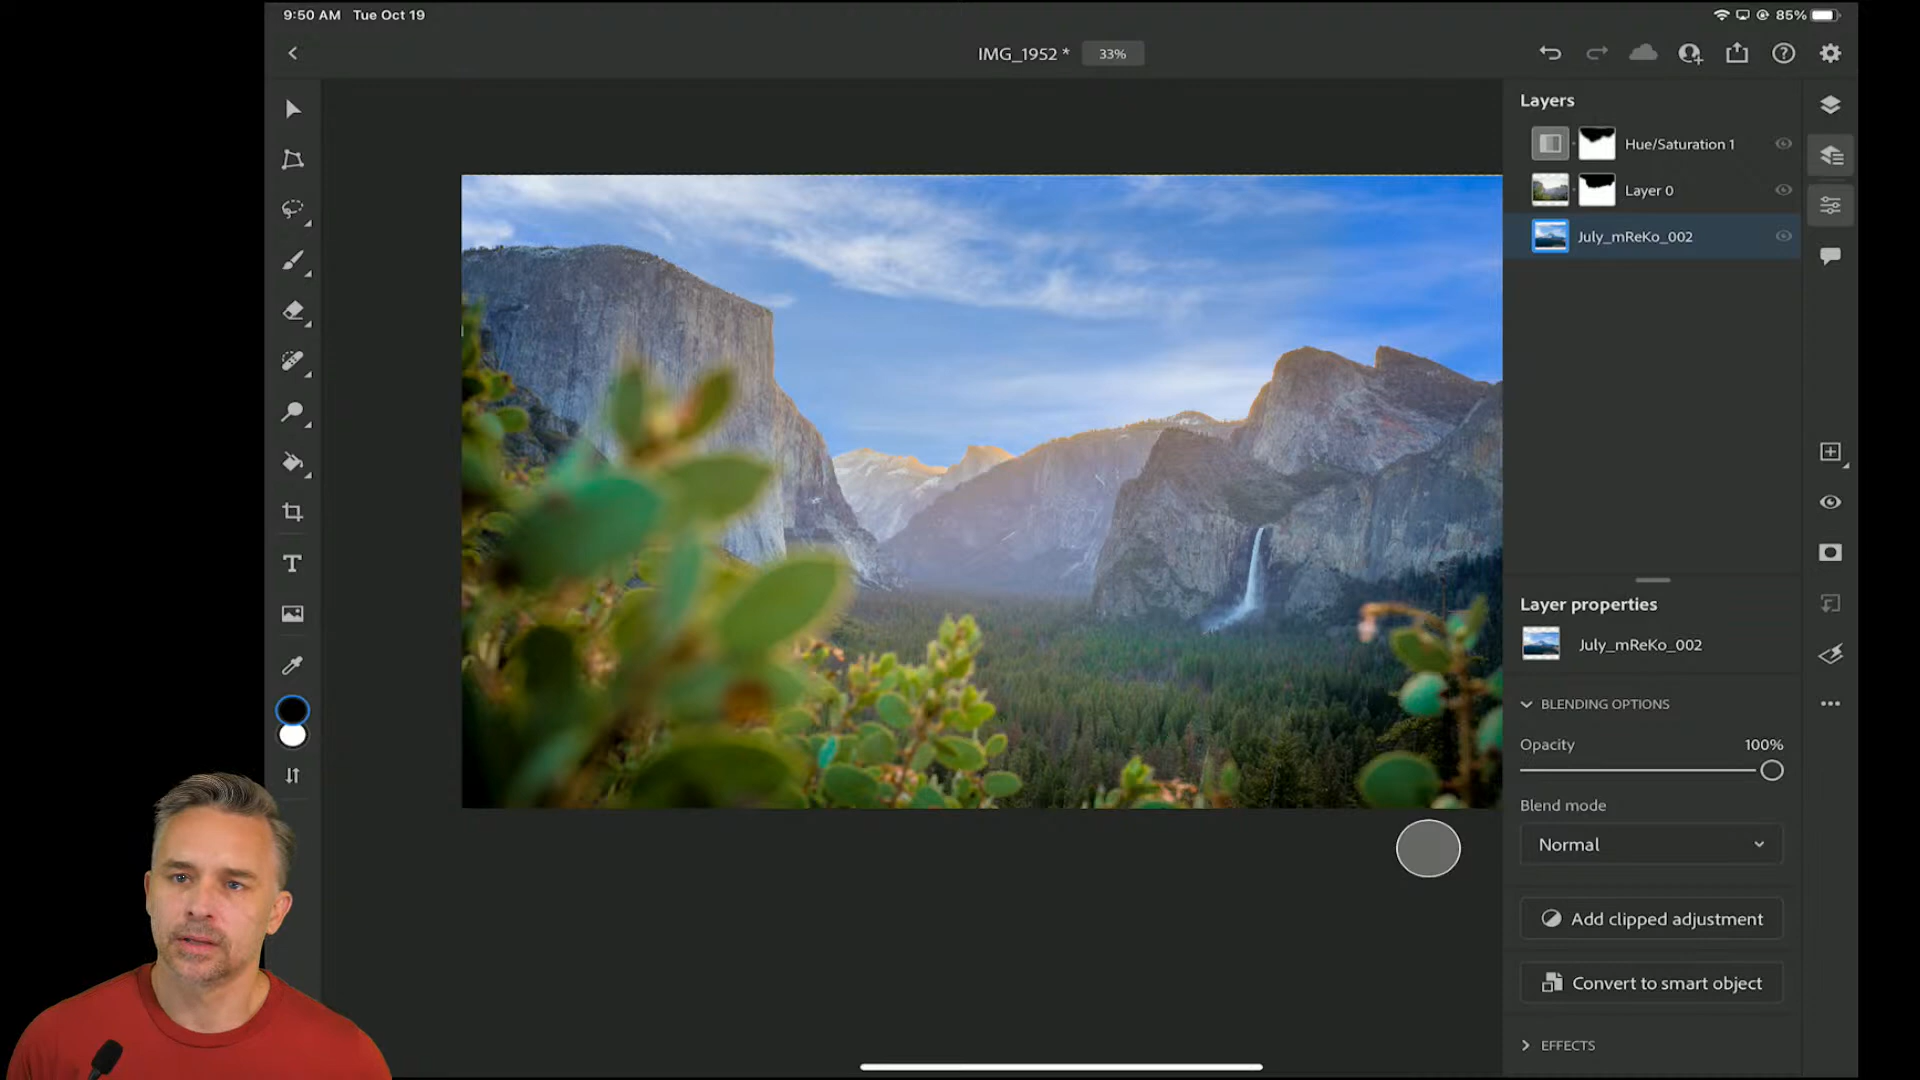 9:50 AM Tue Oct 19
85%
IMG_1952 *
33%
Layers
Hue/Saturation 1
Layer 0
July_mReKo_002
Layer properties
July_mReKo_002
BLENDING OPTIONS
Opacity 100%
Blend mode
Normal
Add clipped adjustment
Convert to smart object
EFFECTS